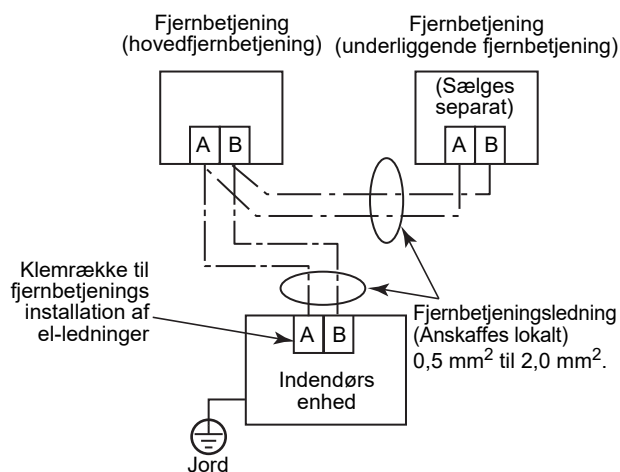 Fjernbetjening
(hovedfjernbetjening)
Fjernbetjening
(underliggende fjernbetjening)
(Sælges
separat)
A B
A B
Klemrække til
fjernbetjenings
installation af
el-ledninger
A B
Indendørs
enhed
Fjernbetjeningsledning
(Anskaffes lokalt)
0,5 mm² til 2,0 mm².
Jord